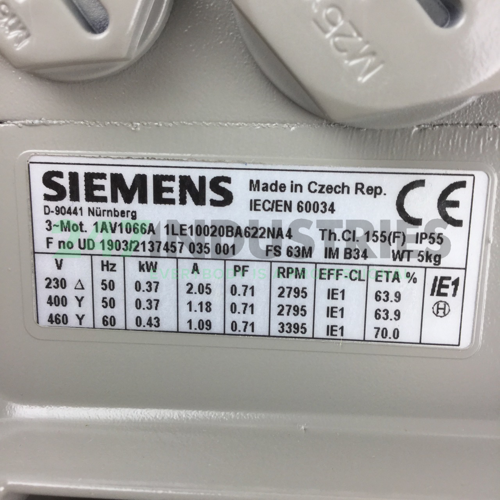 M25
SIEMENS
Made in Czech Rep.
CE
D-90441 Nürnberg
IEC/EN 60034
3~Mot. 1AV1066A 1LE10020BA622NA4 Th.Cl.155(F) IP55
F no UD 1903/2137457 035 001 FS 63M IM B34 WT 5kg
V Hz kW A PF RPM EFF-CL ETA % IE1
230 Δ 50 0.37 2.05 0.71 2795 IE1 63.9
400 Y 50 0.37 1.18 0.71 2795 IE1 63.9
460 Y 60 0.43 1.09 0.71 3395 IE1 70.0
H
INDUSTRIES